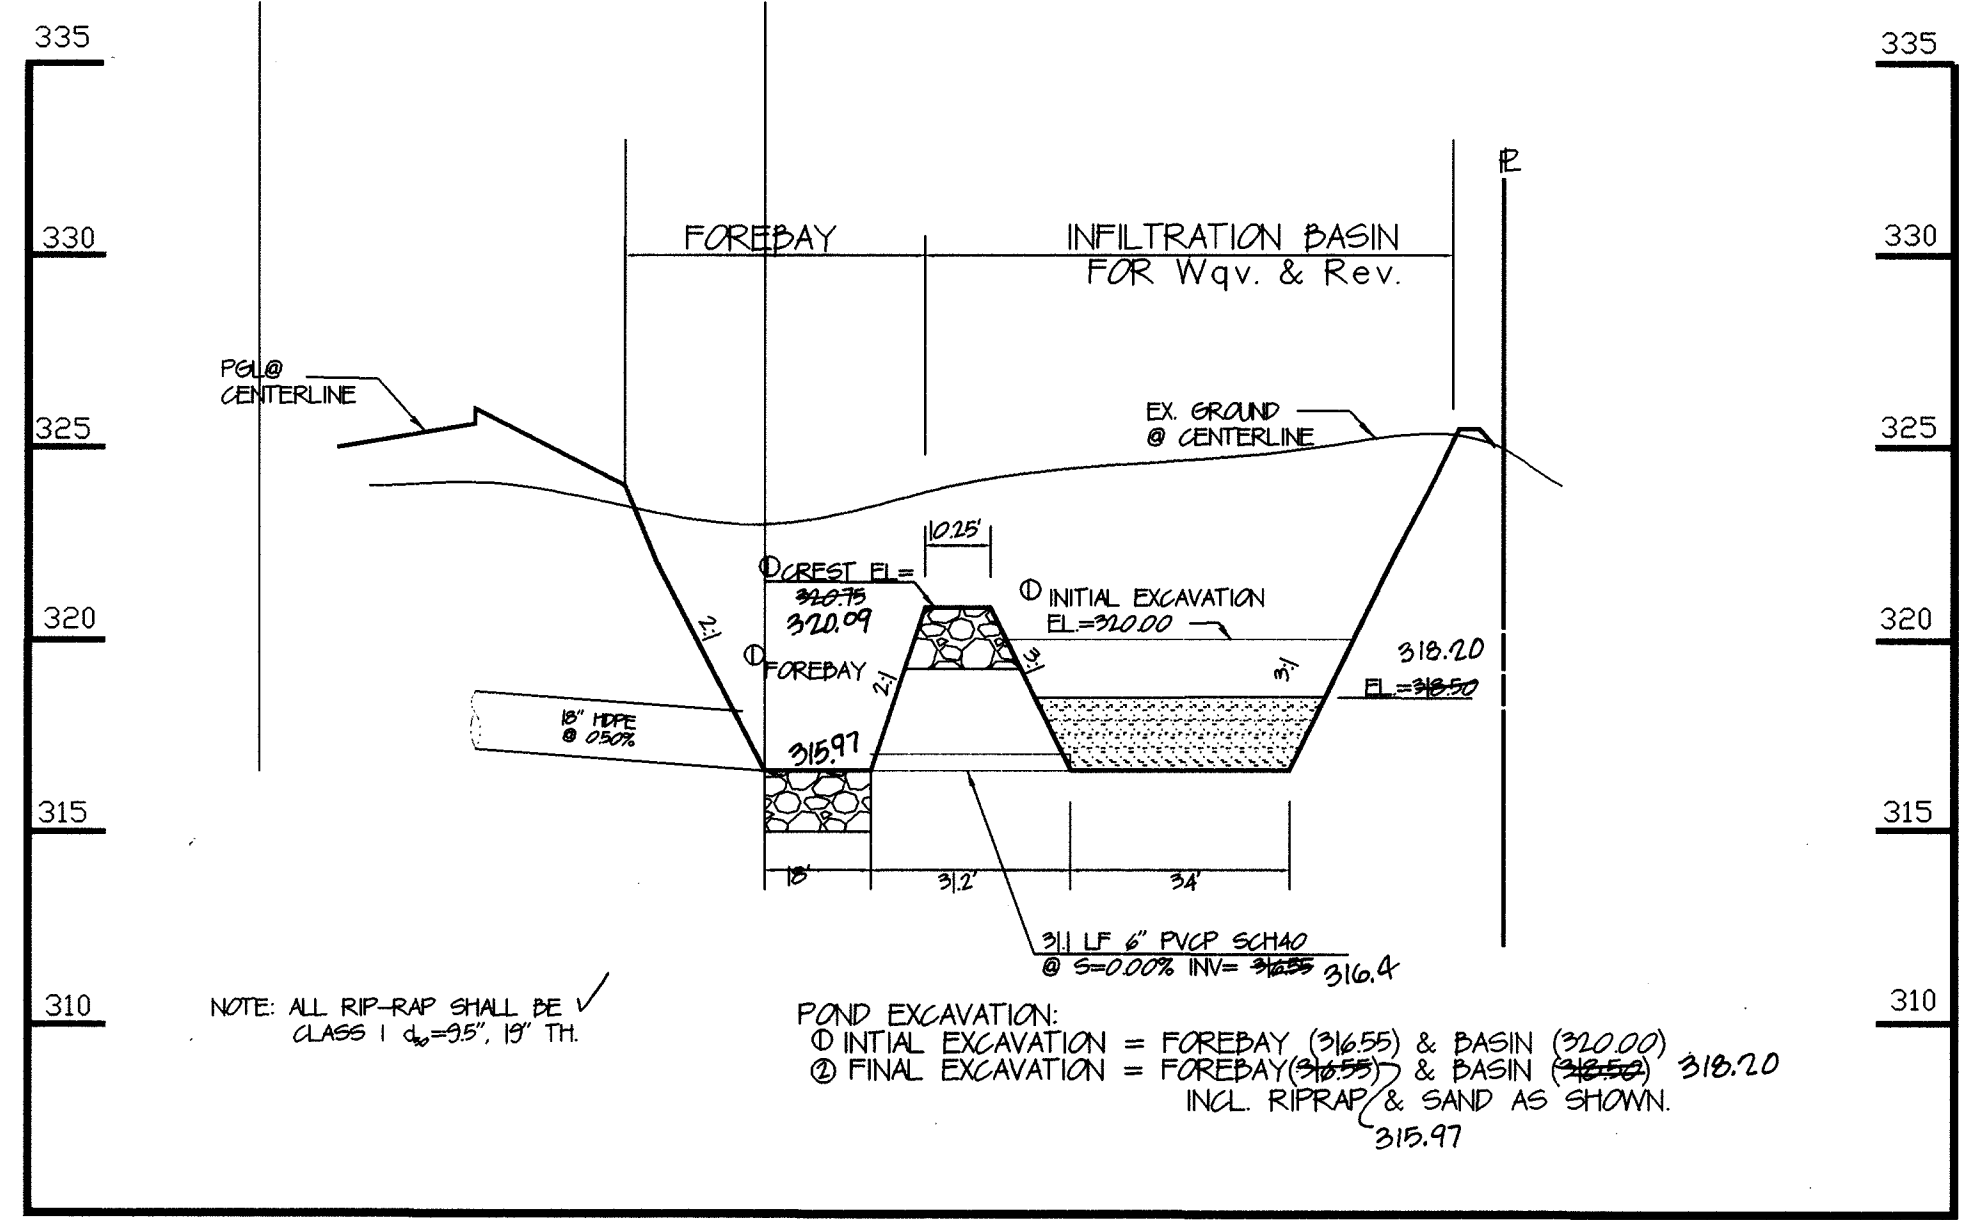 335
335
℄
330
FOREBAY
INFILTRATION BASIN
330
FOR Wqv. & Rev.
PGL@
CENTERLINE
EX. GROUND
@ CENTERLINE
325
325
10.25'
① CREST EL=
320.75
320.09
① INITIAL EXCAVATION
EL.=320.00
320
320
2:1
① FOREBAY
2:1
3:1
3:1
318.20
EL.=318.50
18" HDPE
@ 0.50%
315.97
315
315
18'
31.2'
34'
31.1 LF 6" PVCP SCH40
@ S=0.00% INV= 316.55 316.4
310
310
NOTE: ALL RIP-RAP SHALL BE ✓
CLASS 1 d50=9.5", 19" TH.
POND EXCAVATION:
① INTIAL EXCAVATION = FOREBAY (316.55) & BASIN (320.00)
② FINAL EXCAVATION = FOREBAY(316.55) & BASIN (318.50) 318.20
INCL. RIPRAP & SAND AS SHOWN.
315.97